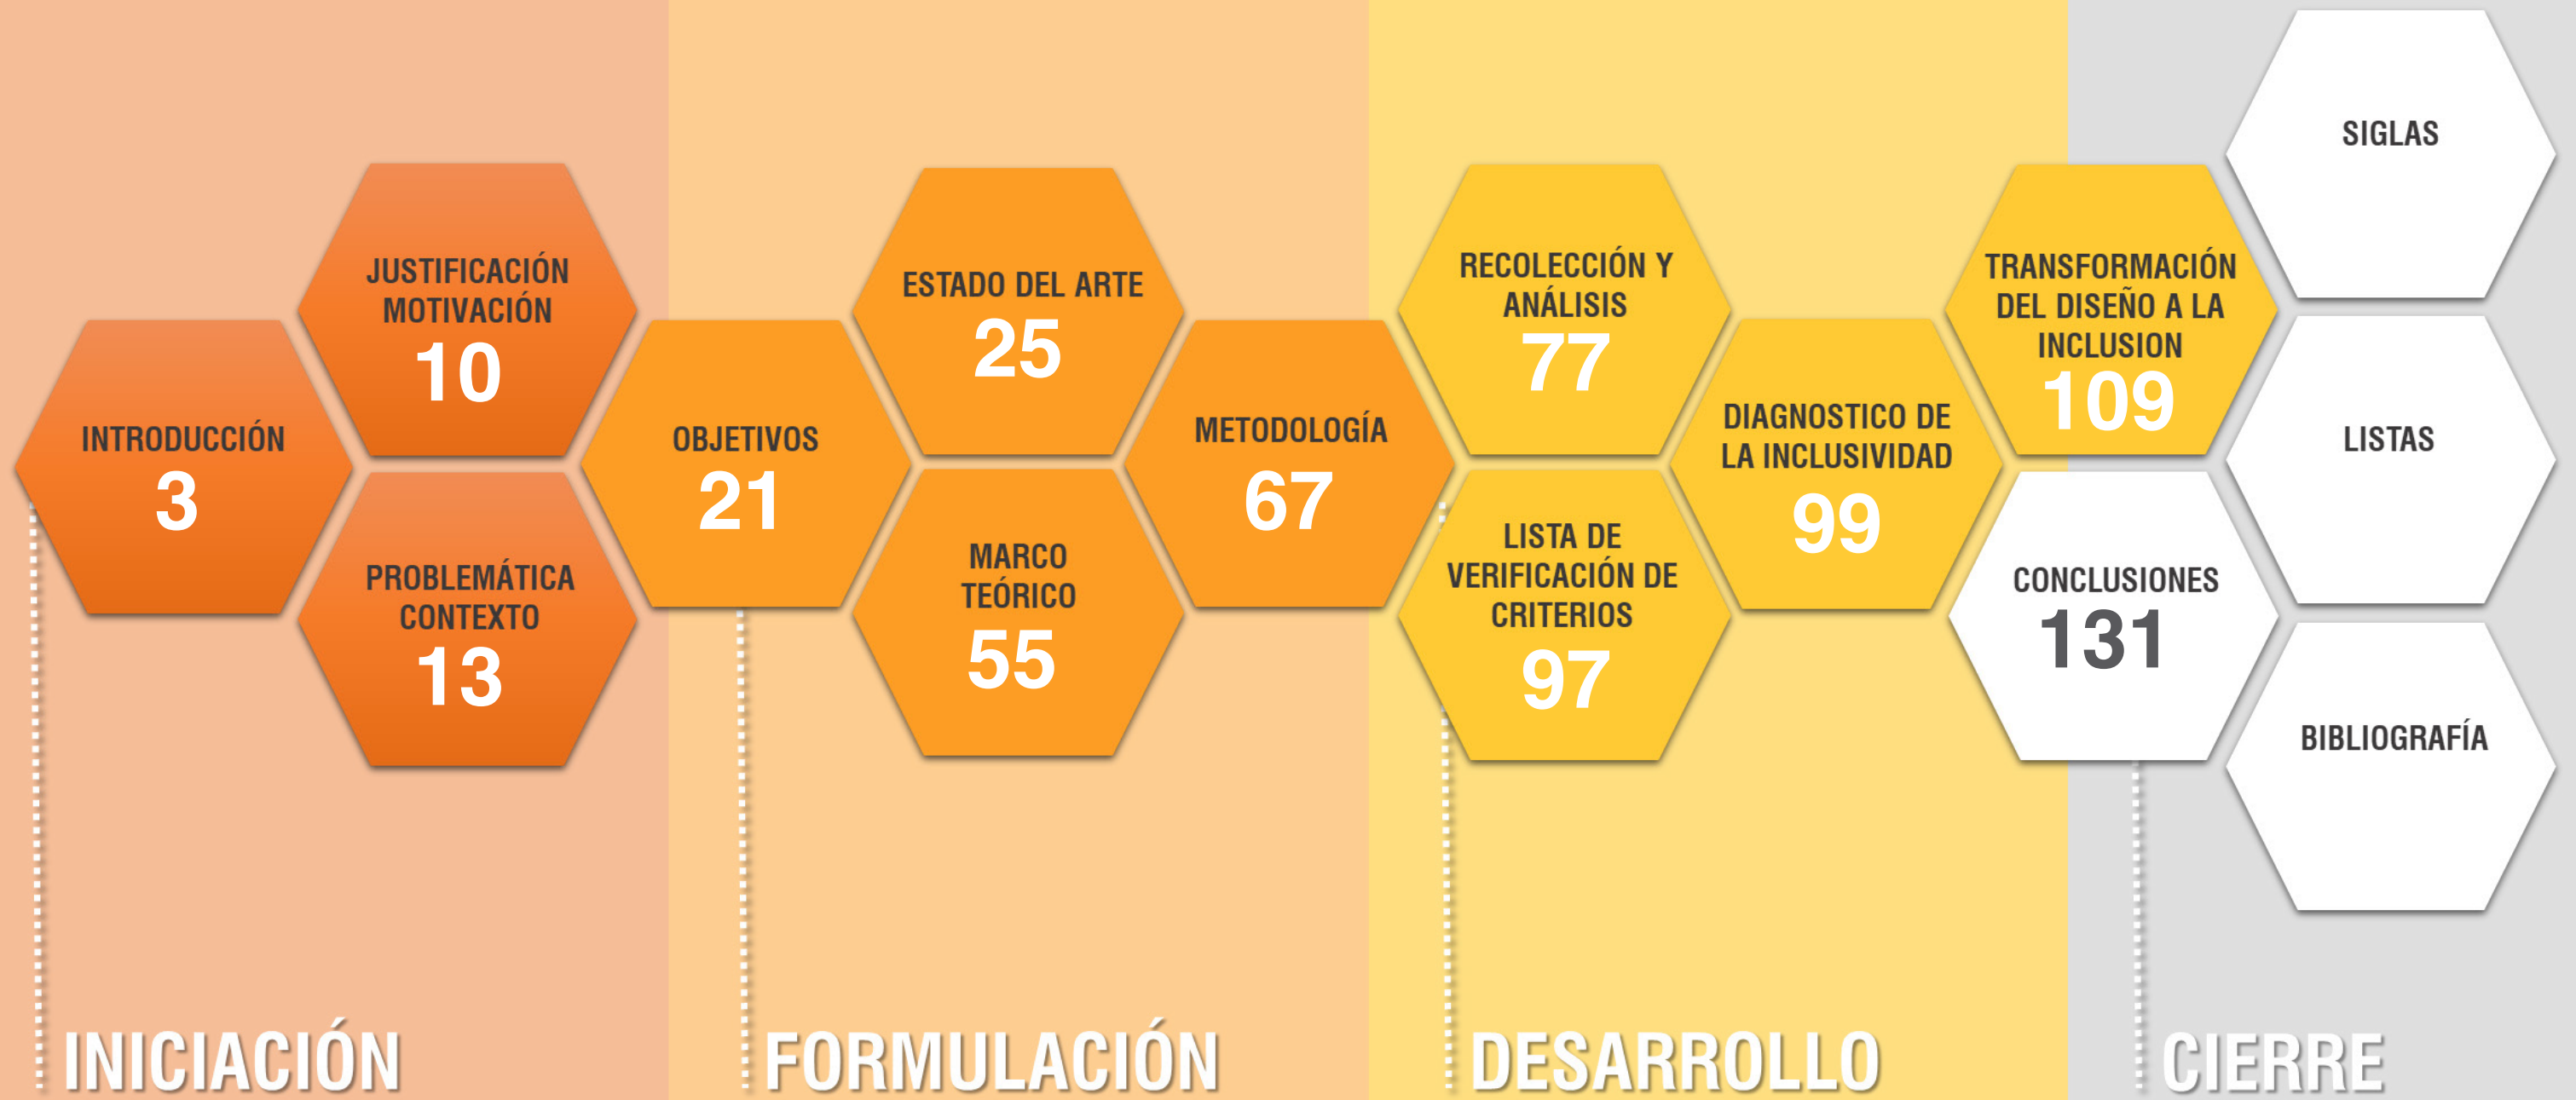 INTRODUCCIÓN
3
JUSTIFICACIÓN
MOTIVACIÓN
10
PROBLEMÁTICA
CONTEXTO
13
OBJETIVOS
21
ESTADO DEL ARTE
25
MARCO
TEÓRICO
55
METODOLOGÍA
67
RECOLECCIÓN Y
ANÁLISIS
77
LISTA DE
VERIFICACIÓN DE
CRITERIOS
97
DIAGNOSTICO DE
LA INCLUSIVIDAD
99
TRANSFORMACIÓN
DEL DISEÑO A LA
INCLUSION
109
CONCLUSIONES
131
SIGLAS
LISTAS
BIBLIOGRAFÍA
INICIACIÓN
FORMULACIÓN
DESARROLLO
CIERRE